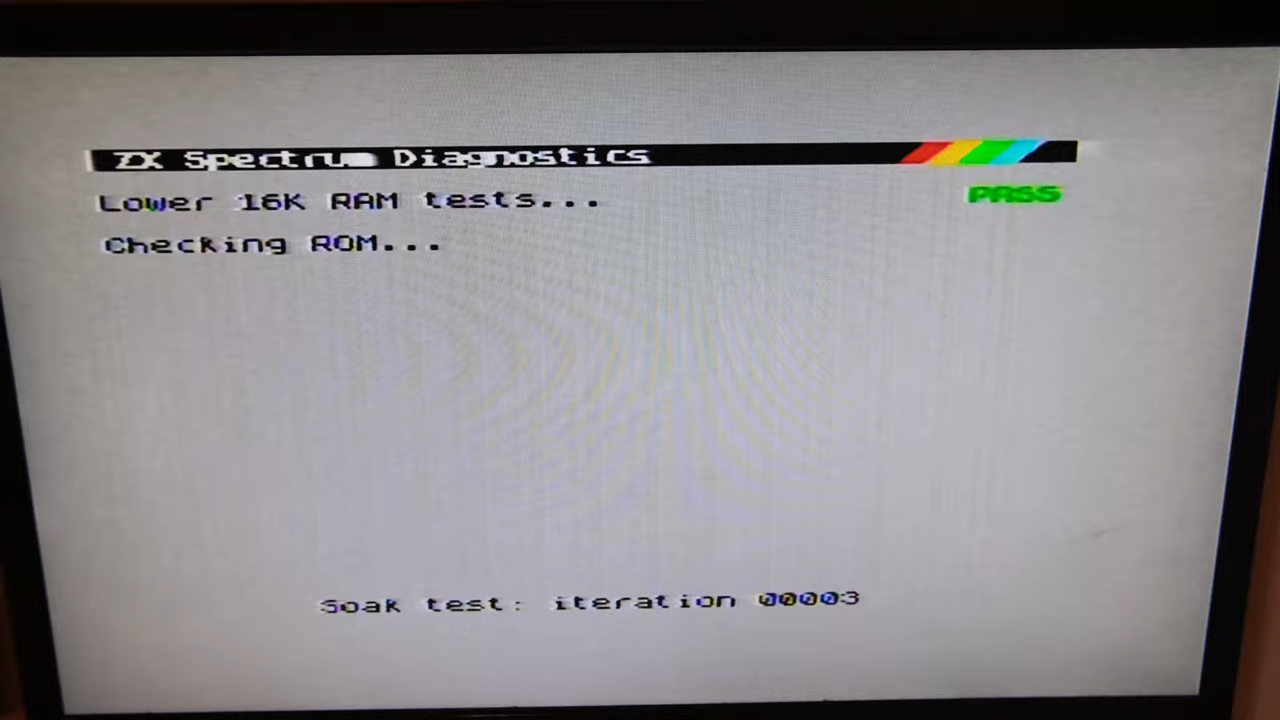 ZX Spectrum Diagnostics
Lower 16K RAM tests... PASS
Checking ROM...
Soak test: iteration 00003